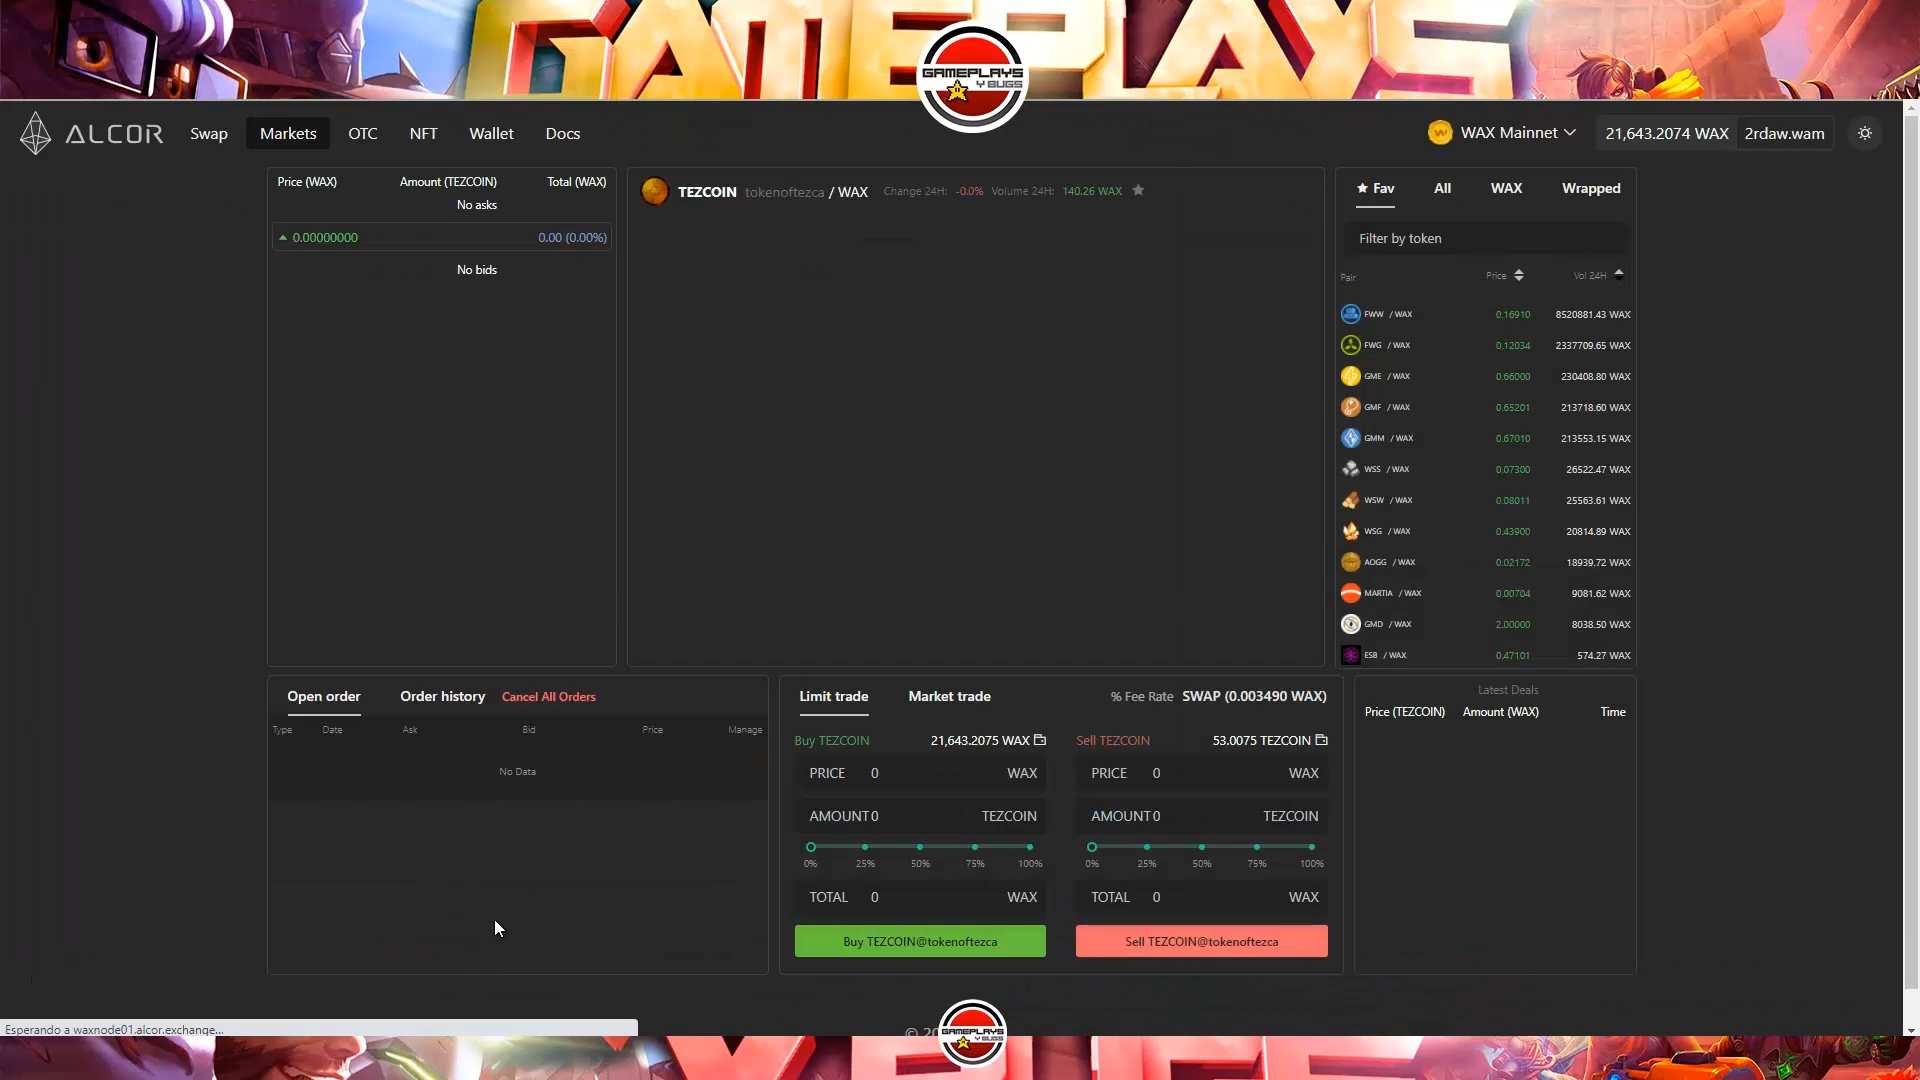 GAMEPLAYS
GAMEPLAYS
Y BUGS
ALCOR
Swap
Markets
OTC
NFT
Wallet
Docs
WAX Mainnet
21,643.2074 WAX
2rdaw.wam
Price (WAX)
Amount (TEZCOIN)
Total (WAX)
No asks
0.00000000
0.00 (0.00%)
No bids
TEZCOIN tokenoftezca / WAX
Change 24H: -0.0%
Volume 24H: 140.26 WAX
Fav
All
WAX
Wrapped
Filter by token
Pair
Price
Vol 24H
FWW / WAX 0.16910 8520881.43 WAX
FWG / WAX 0.12034 2337709.65 WAX
GME / WAX 0.66000 230408.80 WAX
GMF / WAX 0.65201 213718.60 WAX
GMM / WAX 0.67010 213553.15 WAX
WSS / WAX 0.07300 26522.47 WAX
WSW / WAX 0.08011 25563.61 WAX
WSG / WAX 0.43900 20814.89 WAX
AOGG / WAX 0.02172 18939.72 WAX
MARTIA / WAX 0.00704 9081.62 WAX
GMD / WAX 2.00000 8038.50 WAX
ESB / WAX 0.47101 574.27 WAX
Open order
Order history
Cancel All Orders
Type
Date
Ask
Bid
Price
Manage
No Data
Limit trade
Market trade
% Fee Rate
SWAP (0.003490 WAX)
Buy TEZCOIN
21,643.2075 WAX
PRICE 0 WAX
AMOUNT 0 TEZCOIN
0% 25% 50% 75% 100%
TOTAL 0 WAX
Buy TEZCOIN@tokenoftezca
Sell TEZCOIN
53.0075 TEZCOIN
PRICE 0 WAX
AMOUNT 0 TEZCOIN
0% 25% 50% 75% 100%
TOTAL 0 WAX
Sell TEZCOIN@tokenoftezca
Latest Deals
Price (TEZCOIN)
Amount (WAX)
Time
Esperando a waxnode01.alcor.exchange...
© 20
GAMEPLAYS
Y BUGS